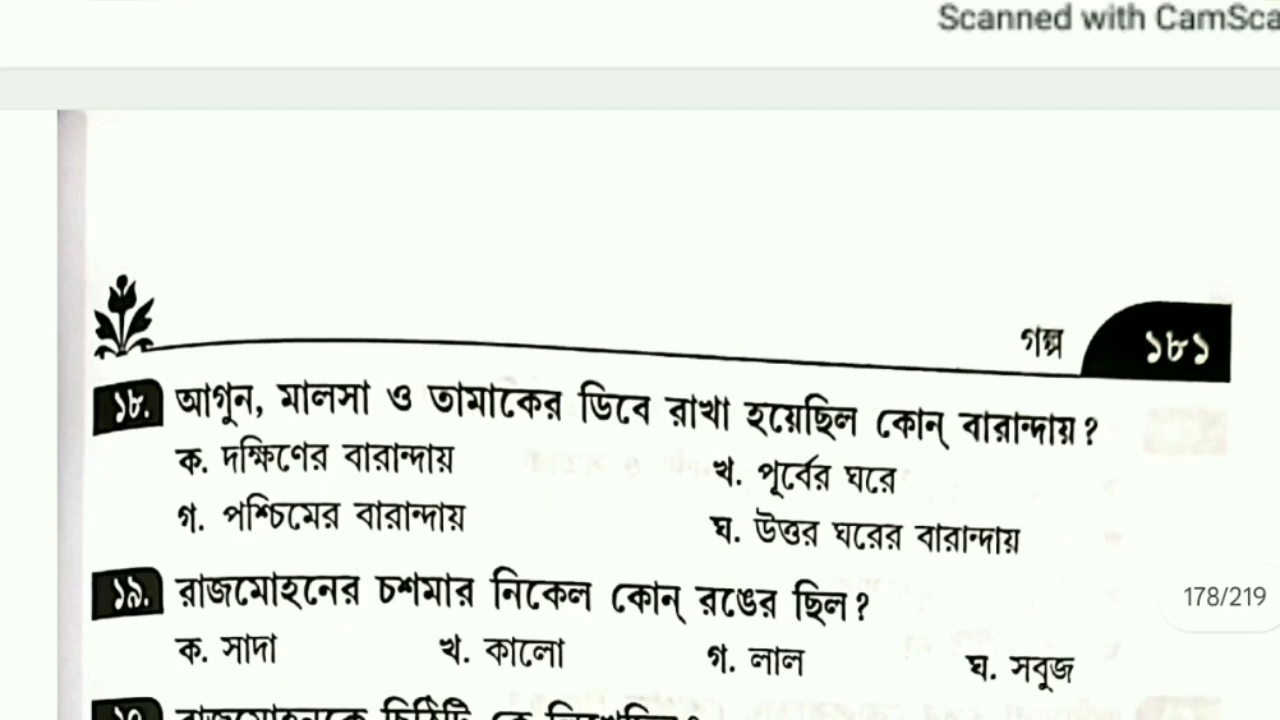 Scanned with CamSca
গল্প ১৮১
১৮. আগুন, মালসা ও তামাকের ডিবে রাখা হয়েছিল কোন্ বারান্দায়?
ক. দক্ষিণের বারান্দায় খ. পূর্বের ঘরে
গ. পশ্চিমের বারান্দায় ঘ. উত্তর ঘরের বারান্দায়
১৯. রাজমোহনের চশমার নিকেল কোন্ রঙের ছিল?
178/219
ক. সাদা খ. কালো গ. লাল ঘ. সবুজ